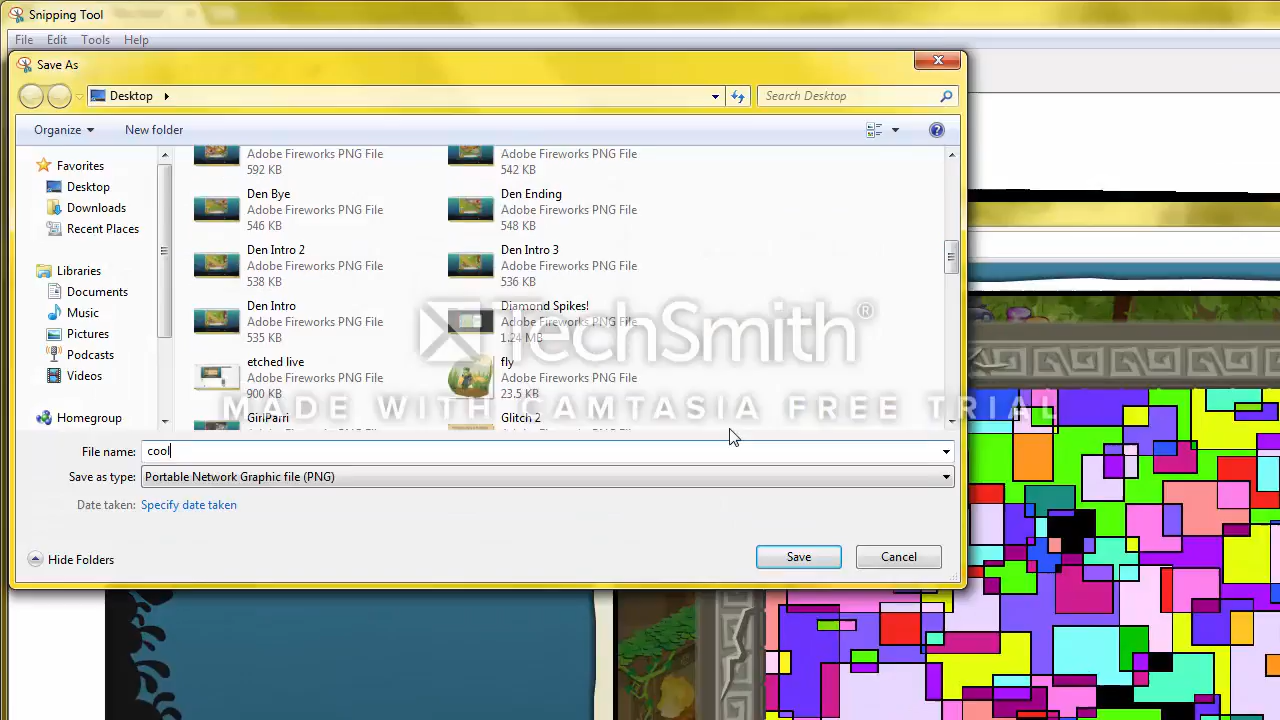 Snipping Tool
File Edit Tools Help
Save As
Desktop
Search Desktop
Organize New folder
Favorites
Desktop
Downloads
Recent Places
Libraries
Documents
Music
Pictures
Podcasts
Videos
Homegroup
Adobe Fireworks PNG File Adobe Fireworks PNG File
592 KB 542 KB
Den Bye Den Ending
Adobe Fireworks PNG File Adobe Fireworks PNG File
546 KB 548 KB
Den Intro 2 Den Intro 3
Adobe Fireworks PNG File Adobe Fireworks PNG File
538 KB 536 KB
Den Intro Diamond Spikes!
Adobe Fireworks PNG File Adobe Fireworks PNG File
535 KB 1.24 MB
etched live fly
Adobe Fireworks PNG File Adobe Fireworks PNG File
900 KB 23.5 KB
Glitch 2
TechSmith®
MADE WITH CAMTASIA FREE TRIAL
File name: cool
Save as type: Portable Network Graphic file (PNG)
Date taken: Specify date taken
Hide Folders Save Cancel